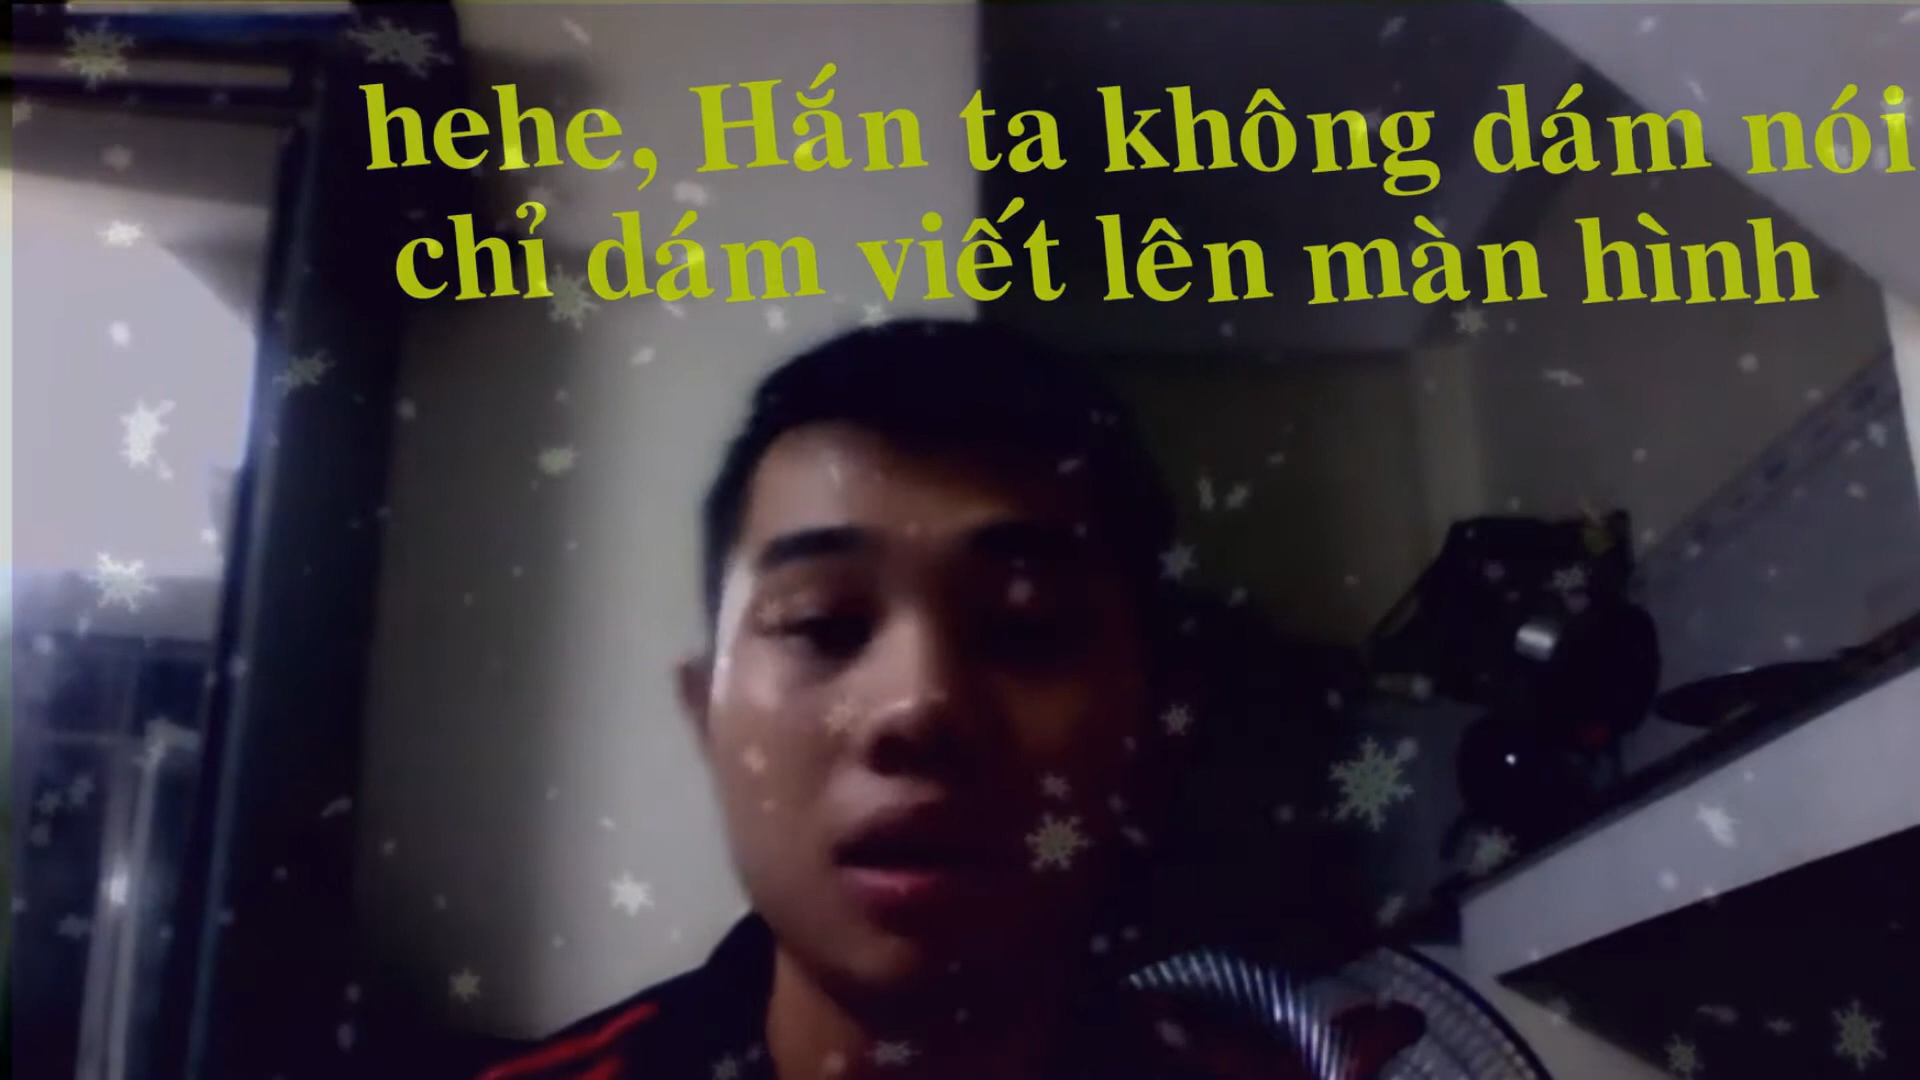 hehe, Hắn ta không dám nói
chỉ dám viết lên màn hình